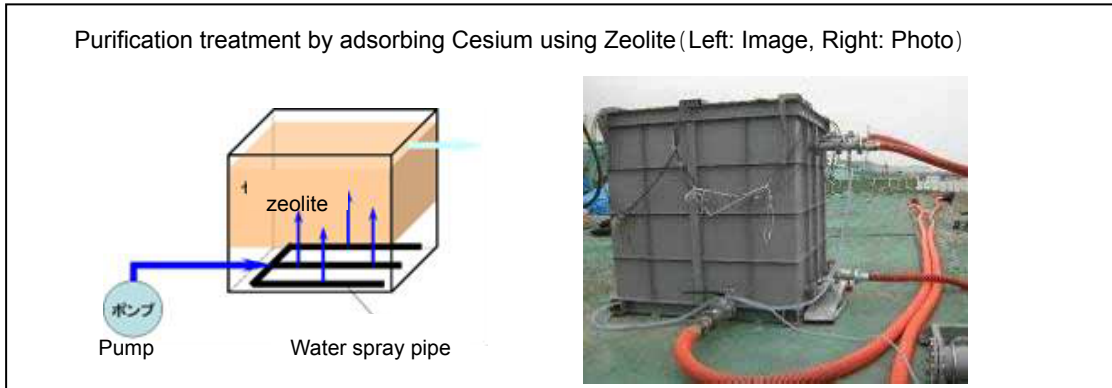 Purification treatment by adsorbing Cesium using Zeolite(Left: Image, Right: Photo)
zeolite
ポンプ
Pump
Water spray pipe